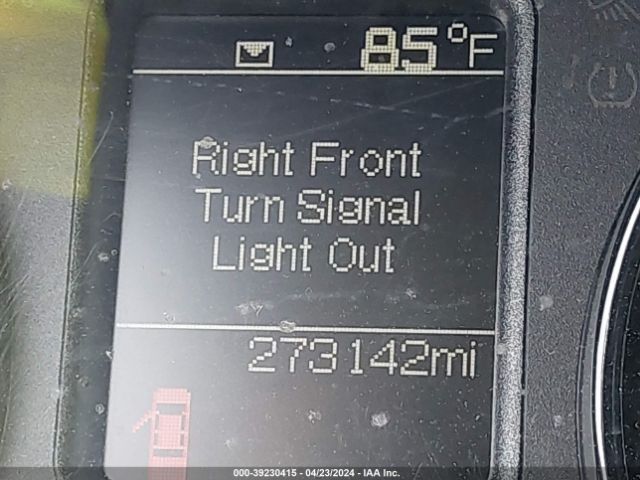 85°F
Right Front
Turn Signal
Light Out
273142mi
000-39230415 - 04/23/2024 - IAA Inc.